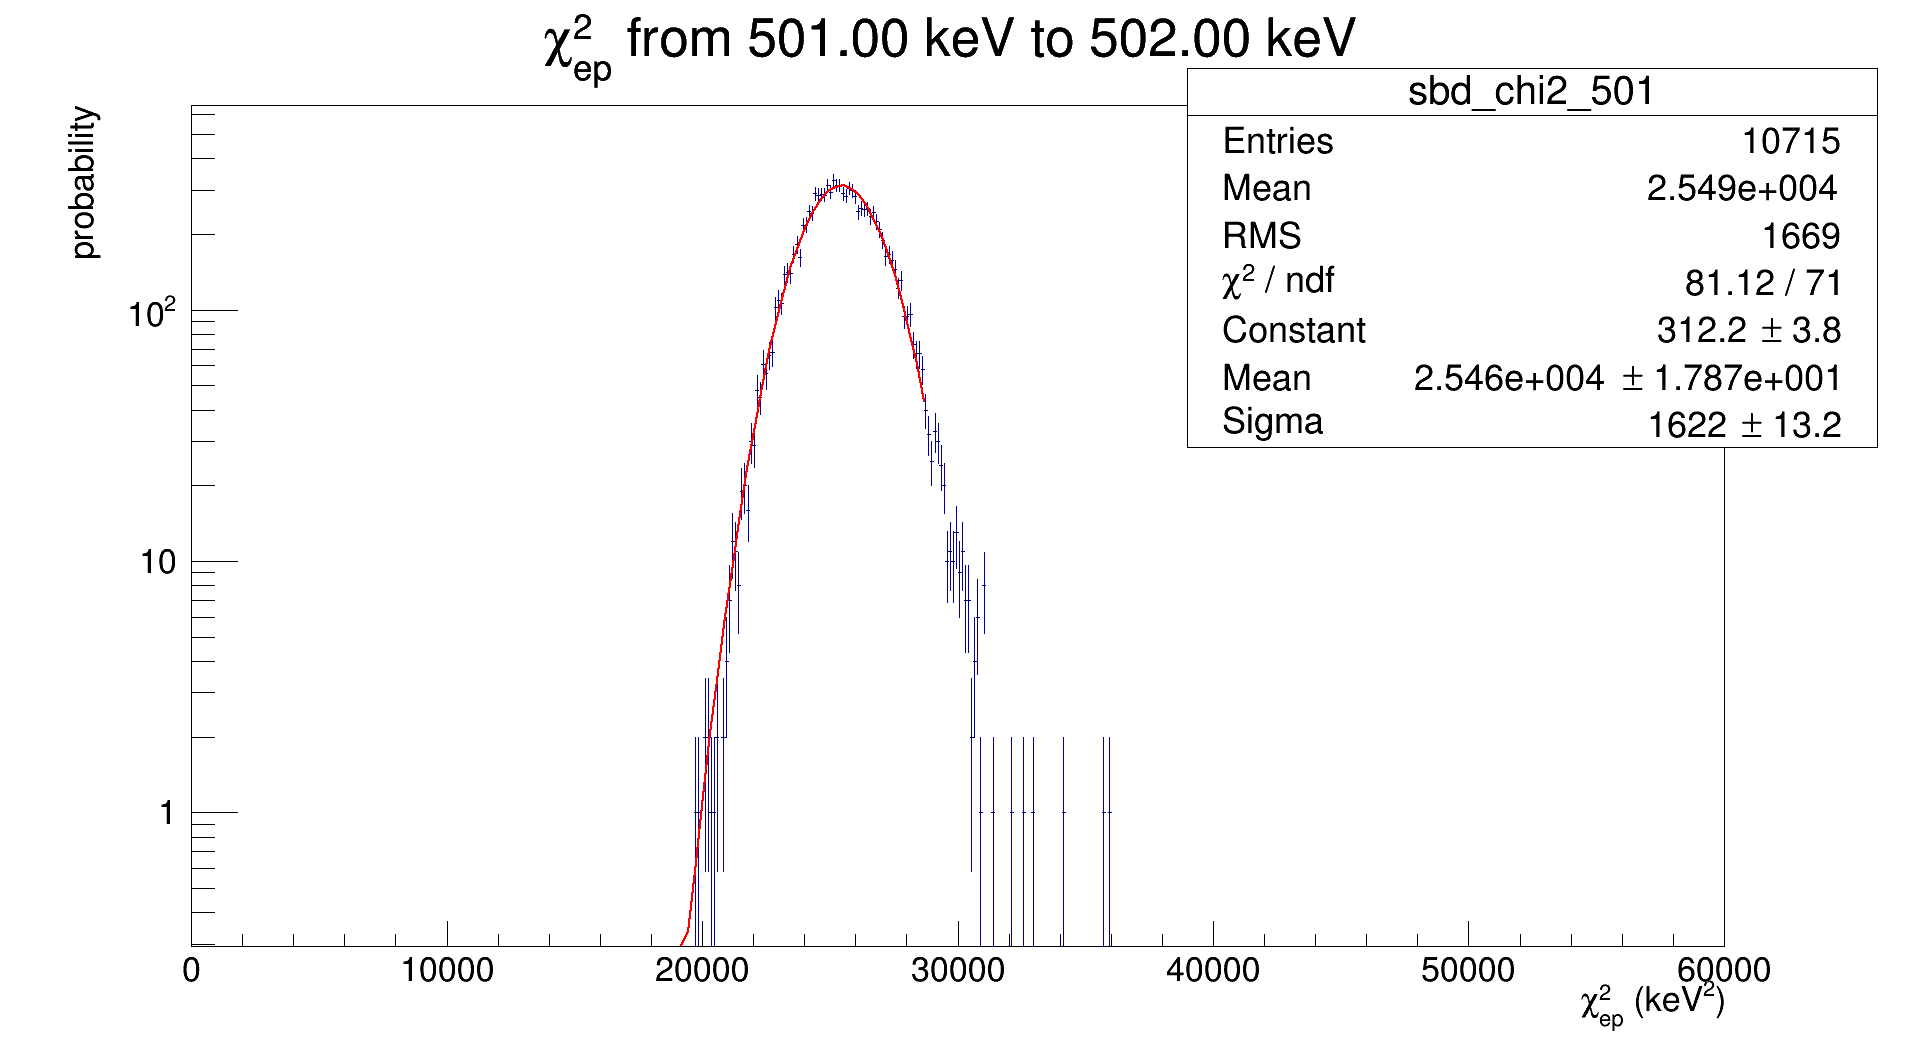 χ²ep from 501.00 keV to 502.00 keV
sbd_chi2_501
Entries 10715
Mean 2.549e+004
RMS 1669
χ² / ndf 81.12 / 71
Constant 312.2 ± 3.8
Mean 2.546e+004 ± 1.787e+001
Sigma 1622 ± 13.2
probability
10²
10
1
0 10000 20000 30000 40000 50000 60000
χ²ep (keV²)